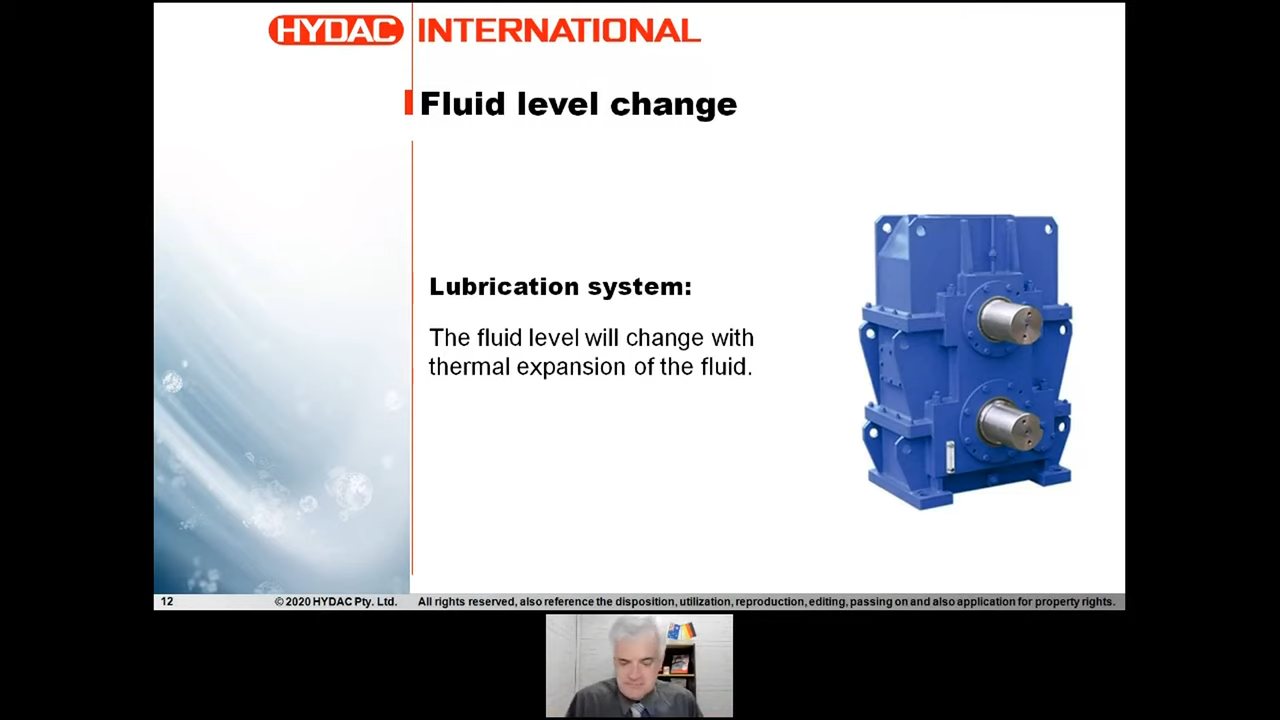 HYDAC INTERNATIONAL
Fluid level change
Lubrication system:
The fluid level will change with
thermal expansion of the fluid.
12 © 2020 HYDAC Pty. Ltd. All rights reserved, also reference the disposition, utilization, reproduction, editing, passing on and also application for property rights.